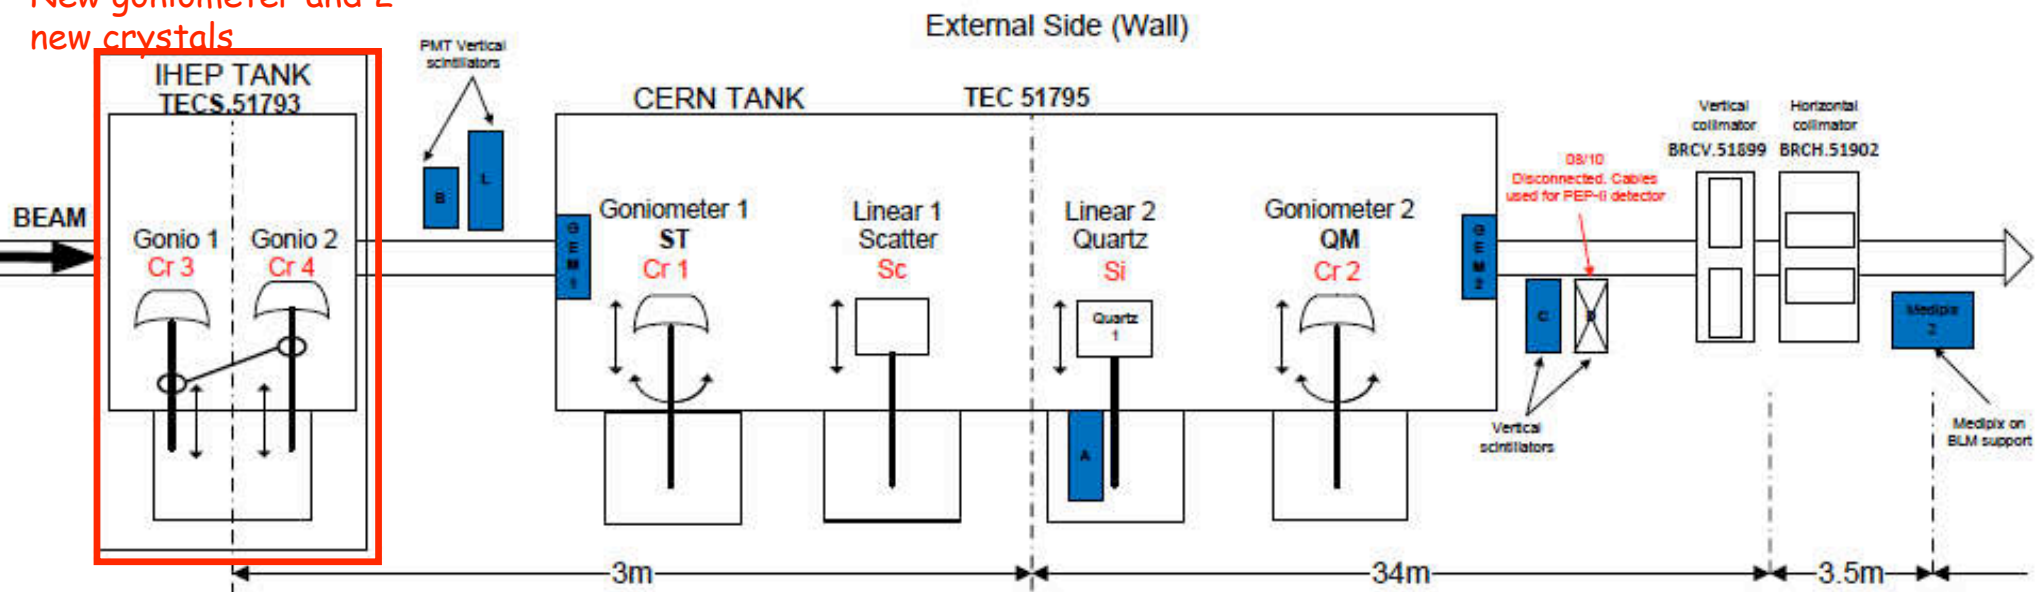 New goniometer and 2
new crystals
External Side (Wall)
PMT Vertical
scintillators
IHEP TANK
TECS.51793
CERN TANK
TEC 51795
Vertical
collimator
BRCV.51899
Horizontal
collimator
BRCH.51902
08/10
Disconnected. Cables
used for PEP-II detector
BEAM
Gonio 1
Cr 3
Gonio 2
Cr 4
B
L
Goniometer 1
ST
Cr 1
Linear 1
Scatter
Sc
Linear 2
Quartz
Si
Goniometer 2
QM
Cr 2
GEM 1
GEM 2
Quartz
1
C
D
Medipix
2
A
Vertical
scintillators
Medipix on
BLM support
3m
34m
3.5m